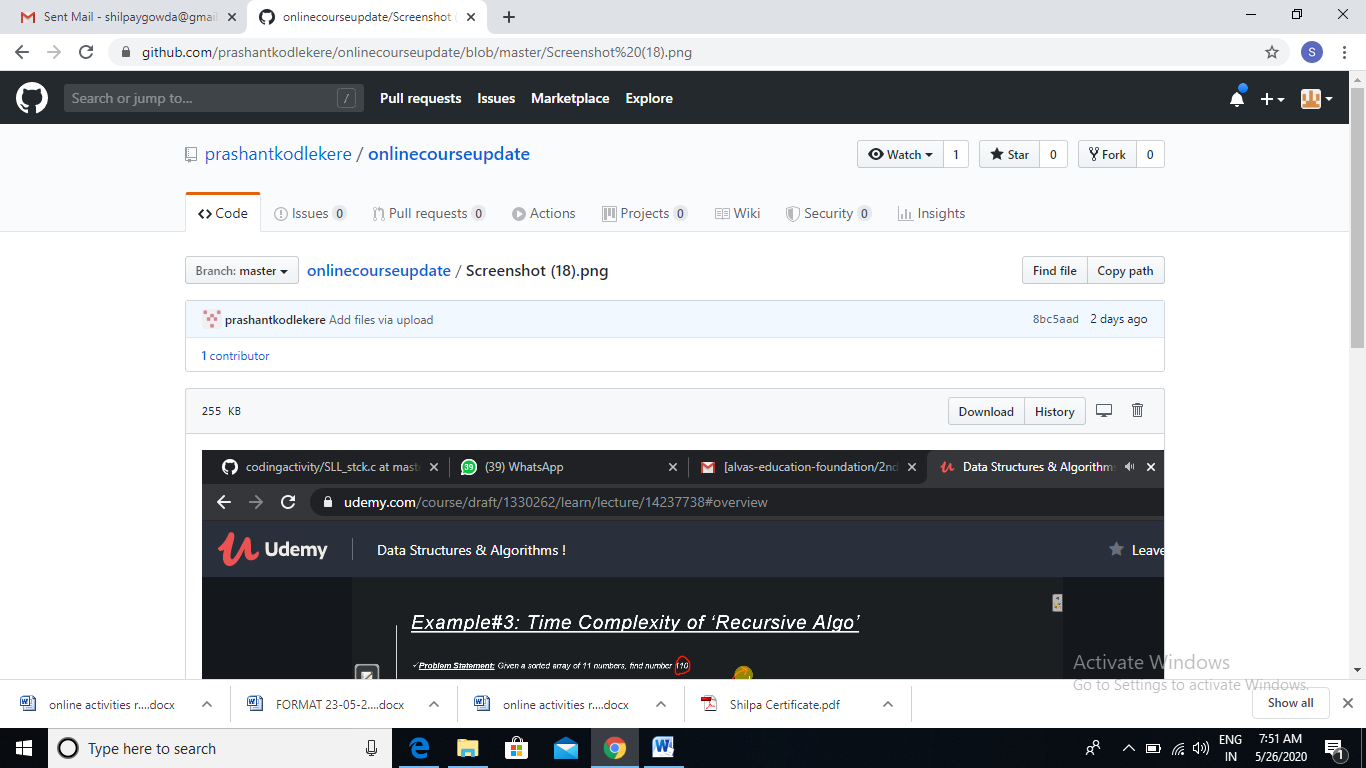 Sent Mail - shilpaygowda@gmai
onlinecourseupdate/Screenshot (
github.com/prashantkodlekere/onlinecourseupdate/blob/master/Screenshot%20(18).png
S
Search or jump to... /
Pull requests Issues Marketplace Explore
prashantkodlekere / onlinecourseupdate
Watch 1 Star 0 Fork 0
Code Issues 0 Pull requests 0 Actions Projects 0 Wiki Security 0 Insights
Branch: master onlinecourseupdate / Screenshot (18).png Find file Copy path
prashantkodlekere Add files via upload 8bc5aad 2 days ago
1 contributor
255 KB Download History
codingactivity/SLL_stck.c at mast 39 (39) WhatsApp [alvas-education-foundation/2nd Data Structures & Algorithms
udemy.com/course/draft/1330262/learn/lecture/14237738#overview
Udemy Data Structures & Algorithms ! Leave
Example#3: Time Complexity of 'Recursive Algo'
✓Problem Statement: Given a sorted array of 11 numbers, find number 110
Activate Windows
Go to Settings to activate Windows.
online activities r....docx FORMAT 23-05-2....docx online activities r....docx Shilpa Certificate.pdf Show all
Type here to search
ENG
IN
7:51 AM
5/26/2020
1